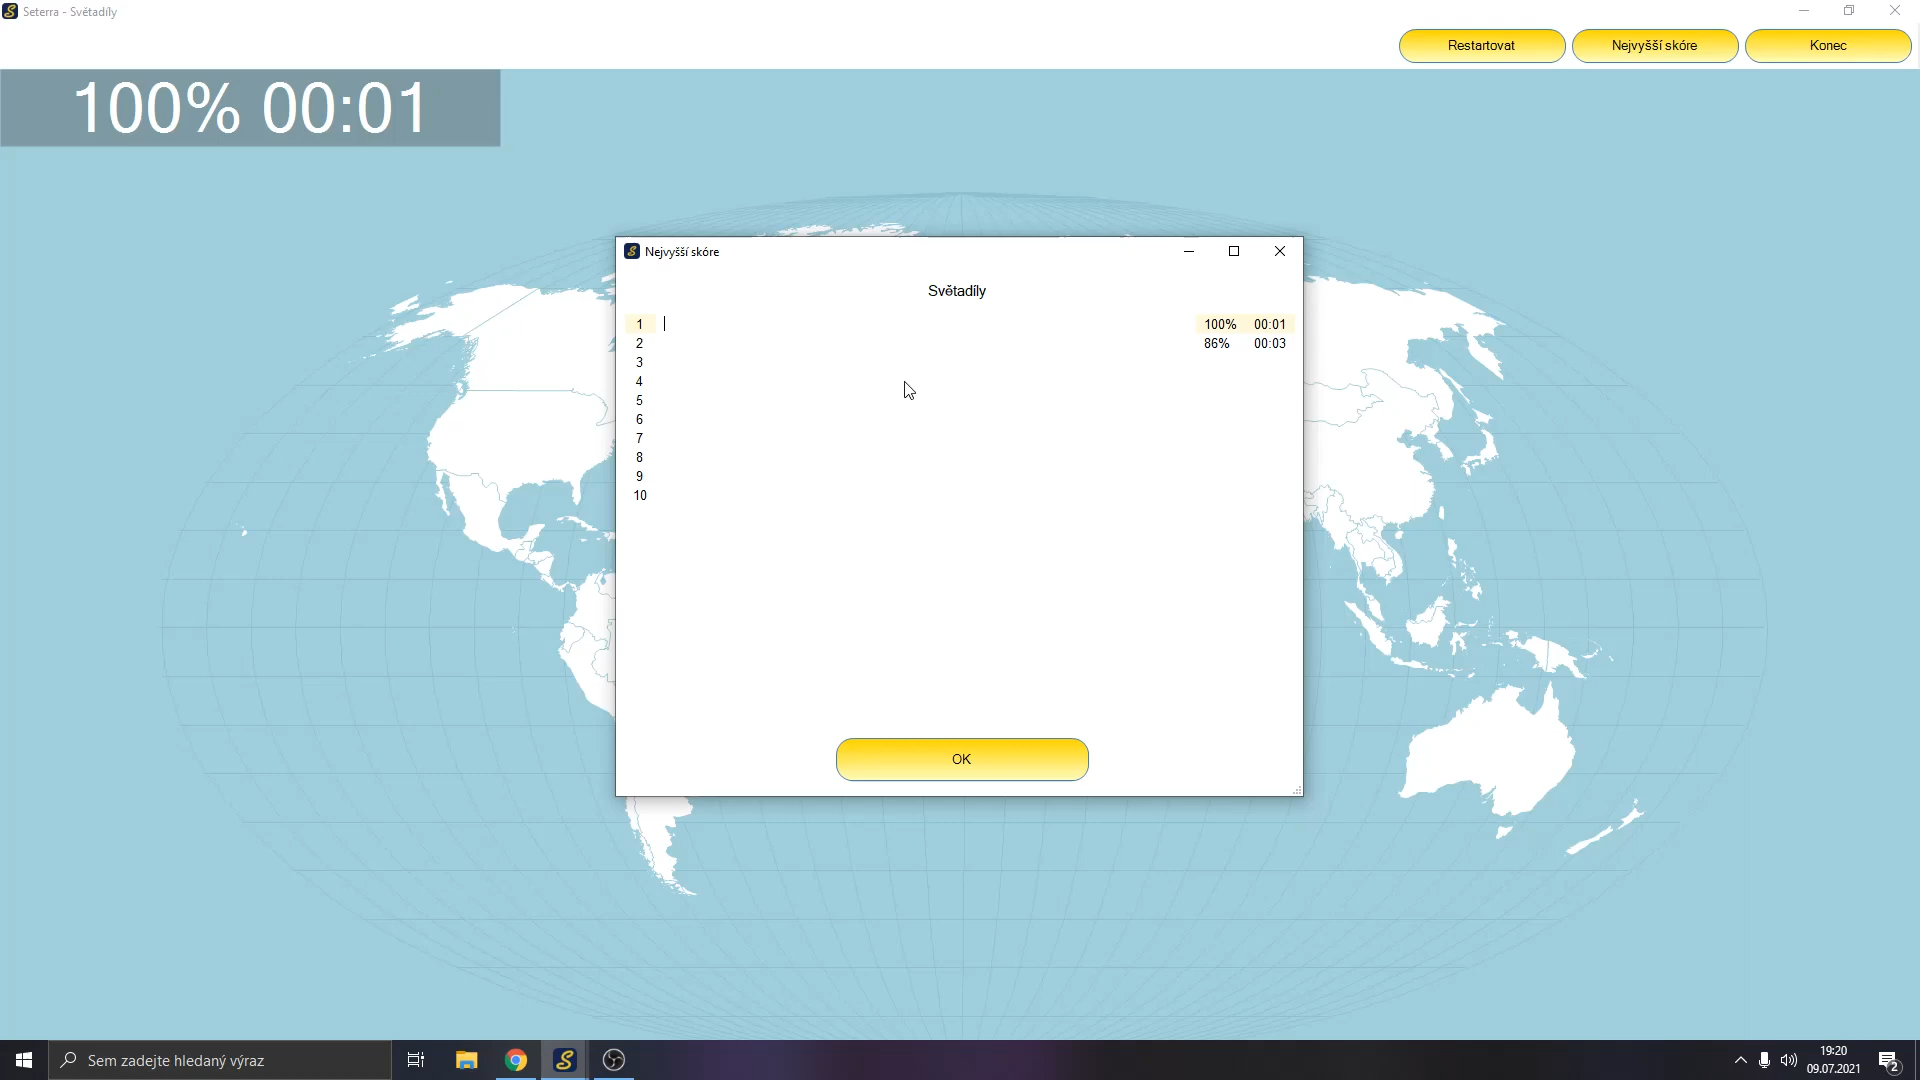 Seterra - Světadíly
Restartovat
Nejvyšší skóre
Konec
100% 00:01
Nejvyšší skóre
Světadíly
1 100% 00:01
2 86% 00:03
3
4
5
6
7
8
9
10
OK
Sem zadejte hledaný výraz
19:20
09.07.2021
2